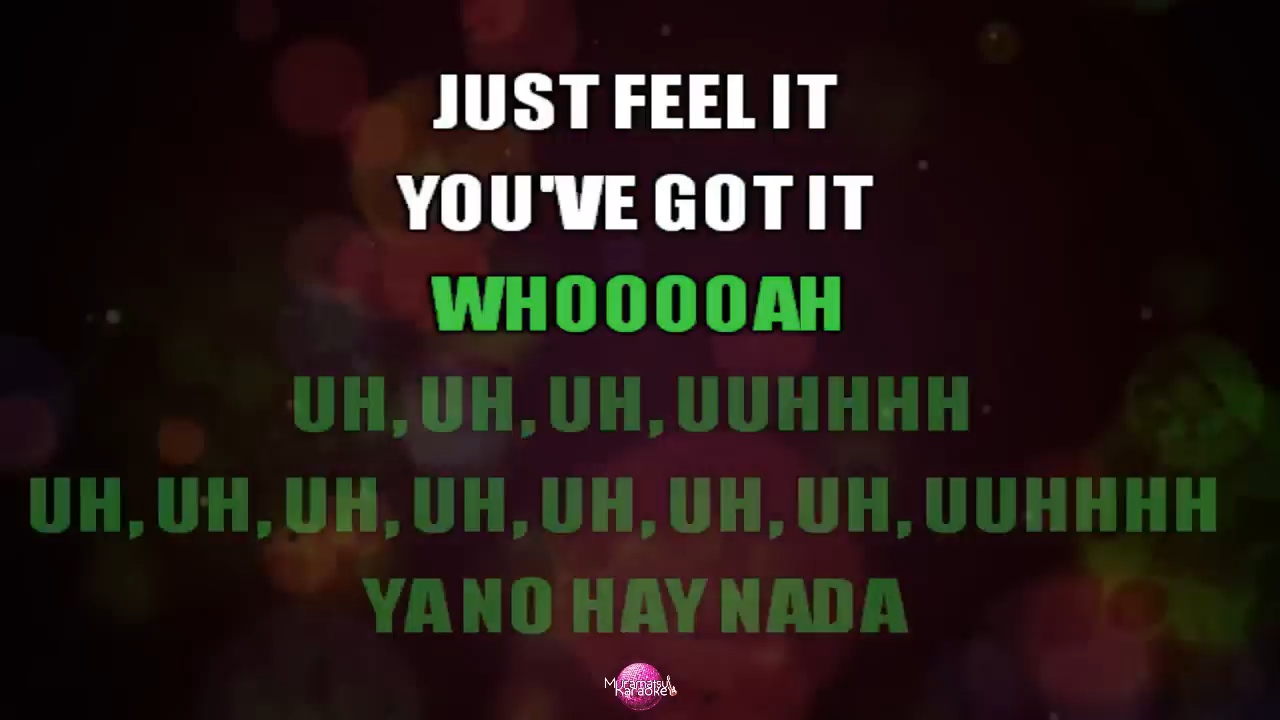 JUST FEEL IT
YOU'VE GOT IT
WHOOOOAH
UH, UH, UH, UUHHHH
UH, UH, UH, UH, UH, UH, UH, UUHHHH
YA NO HAY NADA
Muramatsu
Karaoke